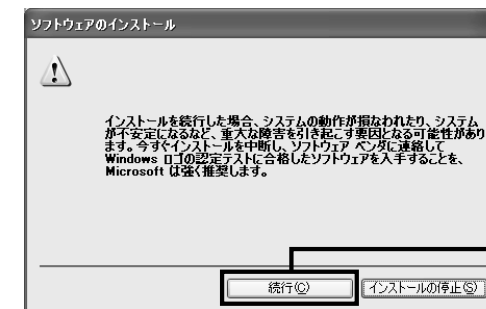 ソフトウェアのインストール
インストールを続行した場合、システムの動作が損なわれたり、システム
が不安定になるなど、重大な障害を引き起こす要因となる可能性があり
ます。今すぐインストールを中断し、ソフトウェア ベンダに連絡して
Windows ロゴの認定テストに合格したソフトウェアを入手することを、
Microsoft は強く推奨します。
続行(C) インストールの停止(S)